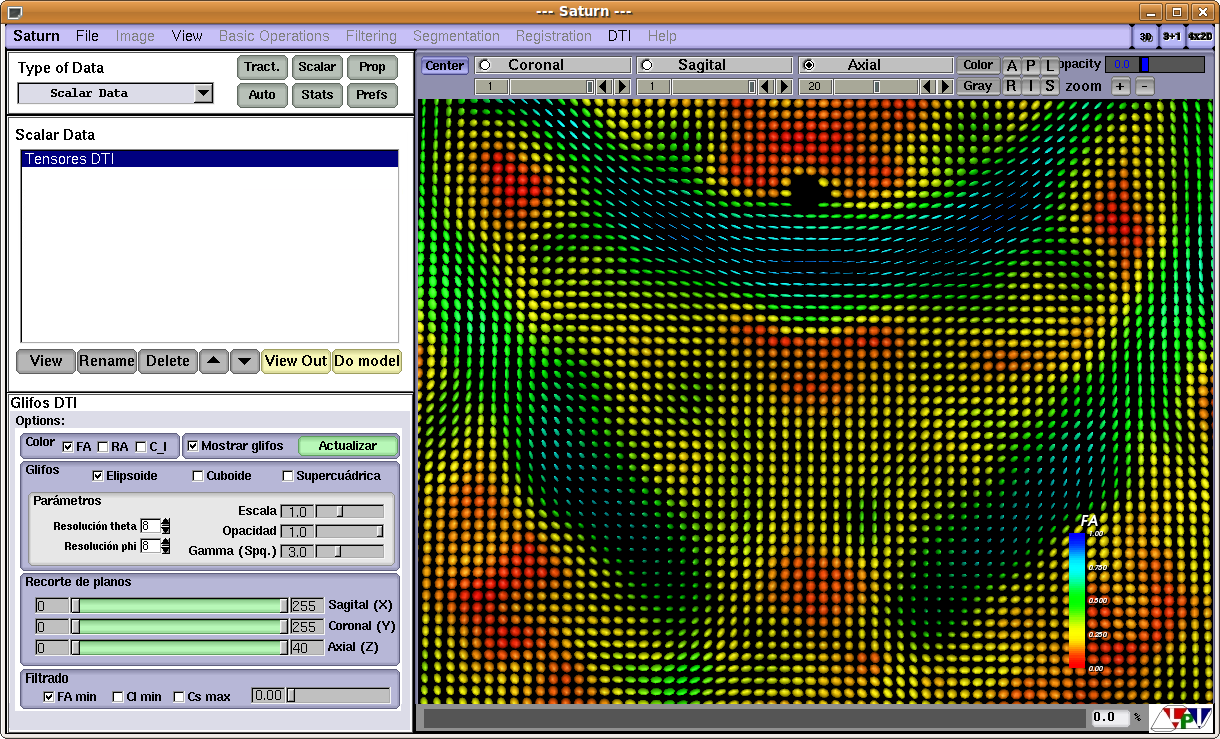 --- Saturn ---
Saturn File Image View Basic Operations Filtering Segmentation Registration DTI Help 3D 3+1 4x2D
Type of Data Tract. Scalar Prop
Scalar Data Auto Stats Prefs
Center Coronal Sagital Axial Color A P L opacity 0.0
1 1 20 Gray R I S zoom + -
Scalar Data
Tensores DTI
View Rename Delete View Out Do model
Glifos DTI
Options:
Color FA RA C_l Mostrar glifos Actualizar
Glifos Elipsoide Cuboide Supercuádrica
Parámetros
Escala 1.0
Resolución theta 8 Opacidad 1.0
Resolución phi 8 Gamma (Spq.) 3.0
Recorte de planos
0 255 Sagital (X)
0 255 Coronal (Y)
0 40 Axial (Z)
Filtrado
FA min Cl min Cs max 0.00
FA
1.00
0.750
0.500
0.250
0.00
0.0 %
LPI